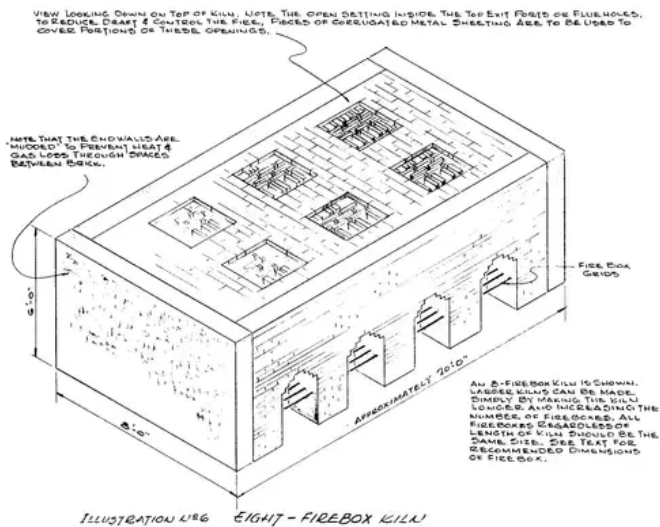 VIEW LOOKING DOWN ON TOP OF KILN. NOTE THE OPEN SETTING INSIDE THE TOP EXIT PORTS OR FLUEHOLES.
TO REDUCE DRAFT & CONTROL THE FIRE, PIECES OF CORRUGATED METAL SHEETING ARE TO BE USED TO
COVER PORTIONS OF THESE OPENINGS.
NOTE THAT THE ENDWALLS ARE
"MUDDED" TO PREVENT HEAT &
GAS LOSS THROUGH SPACES
BETWEEN BRICK.
FIRE BOX
GRIDS
6'0"
8'-0"
APPROXIMATELY 20'0"
AN 8-FIREBOX KILN IS SHOWN.
LARGER KILNS CAN BE MADE
SIMPLY BY MAKING THE KILN
LONGER AND INCREASING THE
NUMBER OF FIREBOXES. ALL
FIREBOXES REGARDLESS OF
LENGTH OF KILN SHOULD BE THE
SAME SIZE. SEE TEXT FOR
RECOMMENDED DIMENSIONS
OF FIREBOX.
ILLUSTRATION Nº6 EIGHT-FIREBOX KILN